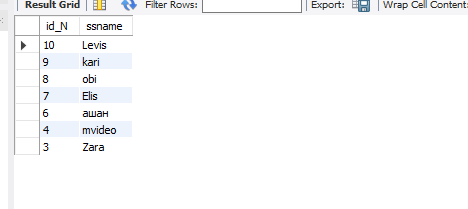 Result Grid Filter Rows: Export: Wrap Cell Content:
id_N ssname
10 Levis
9 kari
8 obi
7 Elis
6 ашан
4 mvideo
3 Zara